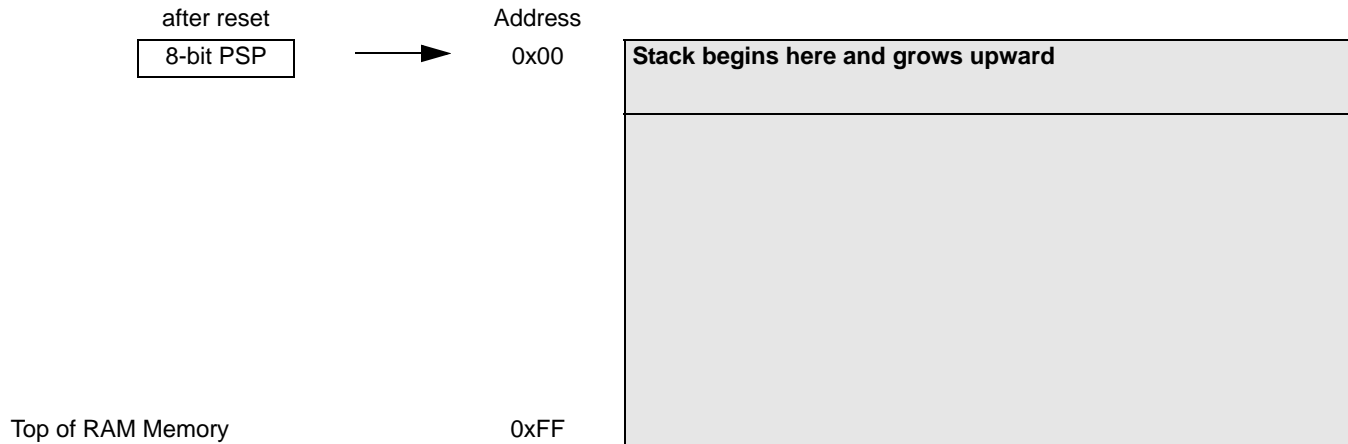 after reset Address
8-bit PSP 0x00 Stack begins here and grows upward
Top of RAM Memory 0xFF